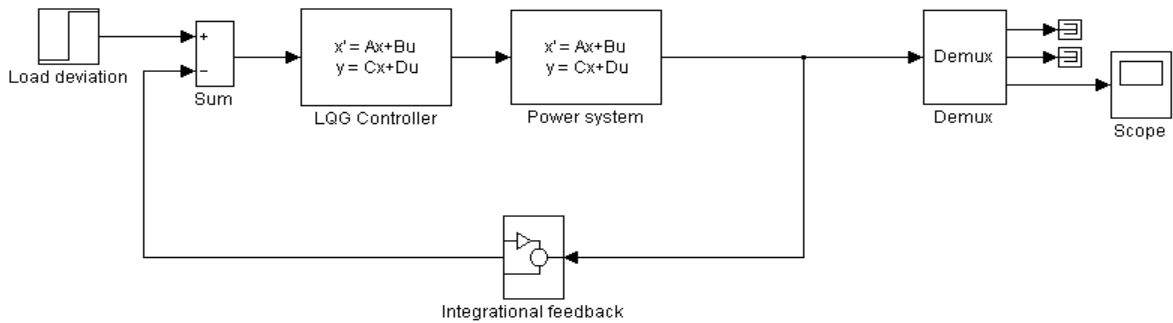 Load deviation
+
−
Sum
x' = Ax+Bu
y = Cx+Du
LQG Controller
x' = Ax+Bu
y = Cx+Du
Power system
Demux
Demux
Scope
Integrational feedback